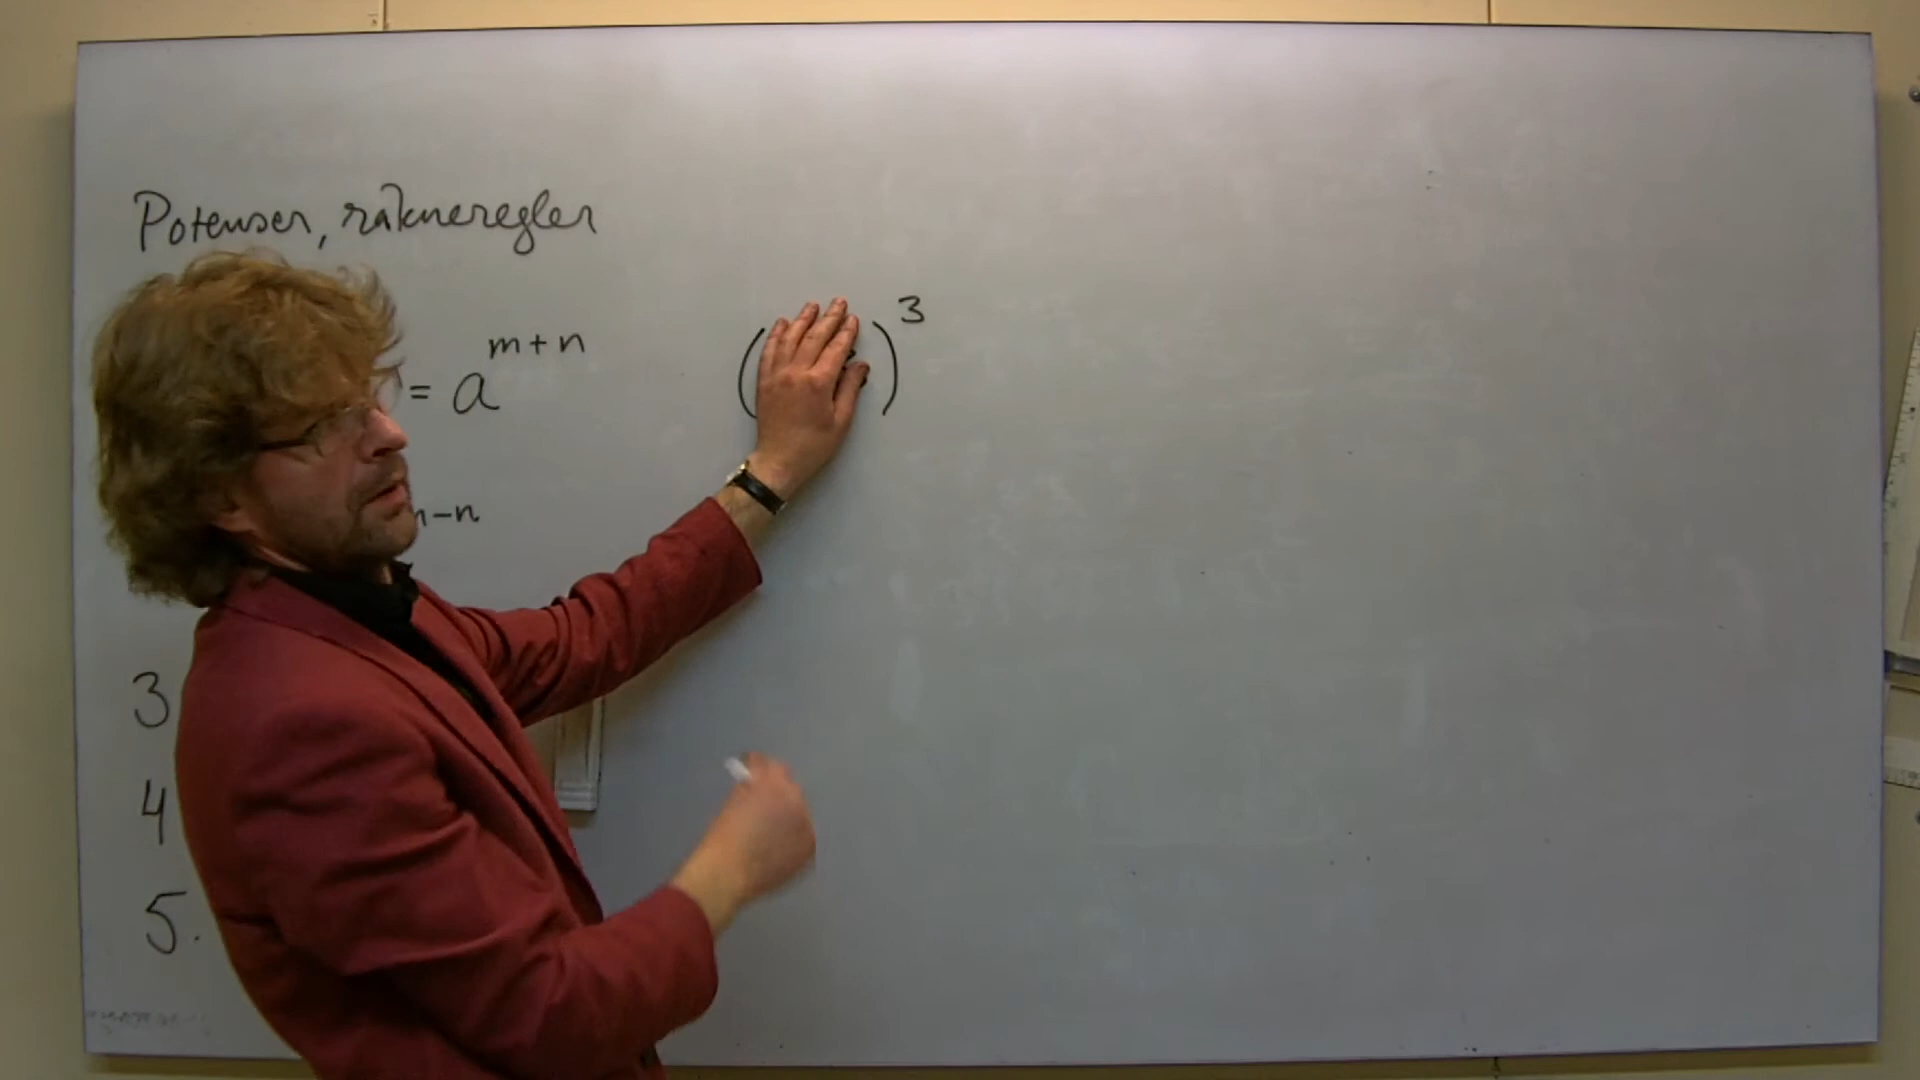 Potenser, räkneregler
= a^{m+n}
( )^3
-n
3
4
5.